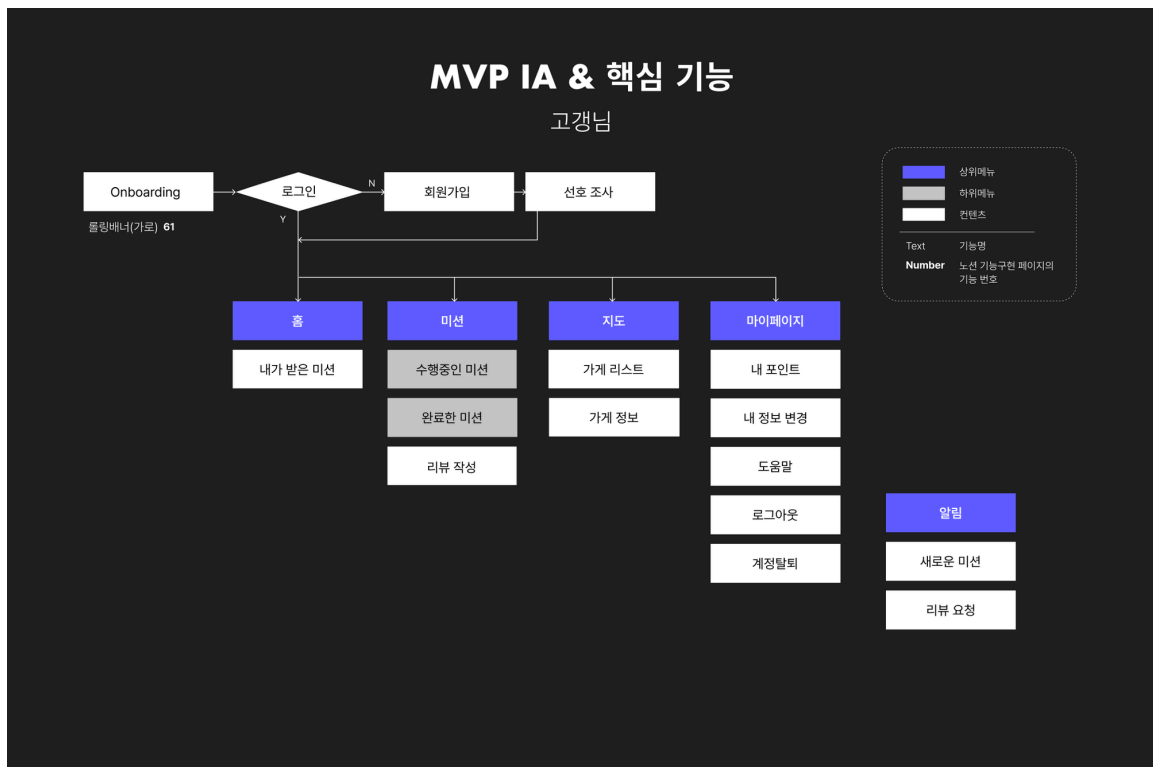 MVP IA & 핵심 기능
고갱님
Onboarding
로그인
N
회원가입
선호 조사
Y
롤링배너(가로) 61
상위메뉴
하위메뉴
컨텐츠
Text 기능명
Number 노션 기능구현 페이지의
기능 번호
홈
내가 받은 미션
미션
수행중인 미션
완료한 미션
리뷰 작성
지도
가게 리스트
가게 정보
마이페이지
내 포인트
내 정보 변경
도움말
로그아웃
계정탈퇴
알림
새로운 미션
리뷰 요청